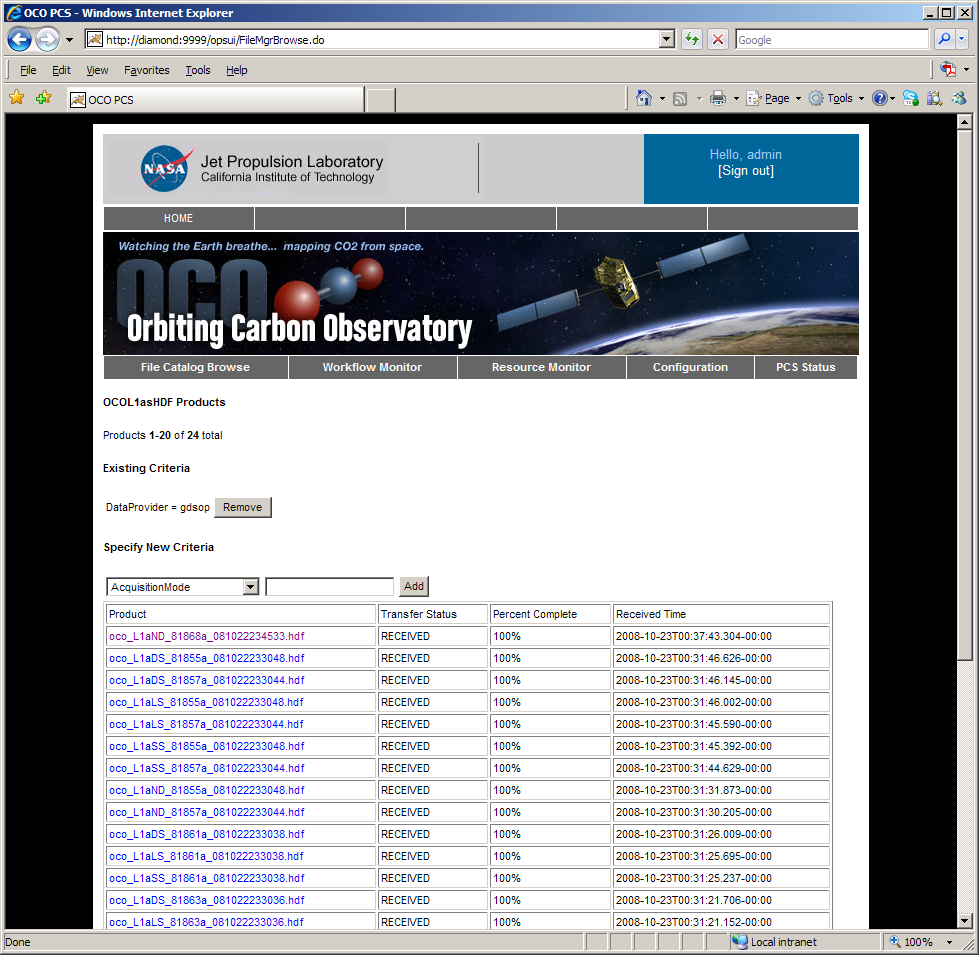 OCO PCS - Windows Internet Explorer
http://diamond:9999/opsui/FileMgrBrowse.do
Google
File Edit View Favorites Tools Help
OCO PCS
Page Tools
NASA
Jet Propulsion Laboratory
California Institute of Technology
Hello, admin
[Sign out]
HOME
Watching the Earth breathe... mapping CO2 from space.
OCO
Orbiting Carbon Observatory
File Catalog Browse Workflow Monitor Resource Monitor Configuration PCS Status
OCOL1asHDF Products
Products 1-20 of 24 total
Existing Criteria
DataProvider = gdsop Remove
Specify New Criteria
AcquisitionMode Add
Product Transfer Status Percent Complete Received Time
oco_L1aND_81868a_081022234533.hdf RECEIVED 100% 2008-10-23T00:37:43.304-00:00
oco_L1aDS_81855a_081022233048.hdf RECEIVED 100% 2008-10-23T00:31:46.626-00:00
oco_L1aDS_81857a_081022233044.hdf RECEIVED 100% 2008-10-23T00:31:46.145-00:00
oco_L1aLS_81855a_081022233048.hdf RECEIVED 100% 2008-10-23T00:31:46.002-00:00
oco_L1aLS_81857a_081022233044.hdf RECEIVED 100% 2008-10-23T00:31:45.590-00:00
oco_L1aSS_81855a_081022233048.hdf RECEIVED 100% 2008-10-23T00:31:45.392-00:00
oco_L1aSS_81857a_081022233044.hdf RECEIVED 100% 2008-10-23T00:31:44.629-00:00
oco_L1aND_81855a_081022233048.hdf RECEIVED 100% 2008-10-23T00:31:31.873-00:00
oco_L1aND_81857a_081022233044.hdf RECEIVED 100% 2008-10-23T00:31:30.205-00:00
oco_L1aDS_81861a_081022233038.hdf RECEIVED 100% 2008-10-23T00:31:26.009-00:00
oco_L1aLS_81861a_081022233038.hdf RECEIVED 100% 2008-10-23T00:31:25.695-00:00
oco_L1aSS_81861a_081022233038.hdf RECEIVED 100% 2008-10-23T00:31:25.237-00:00
oco_L1aDS_81863a_081022233036.hdf RECEIVED 100% 2008-10-23T00:31:21.706-00:00
oco_L1aLS_81863a_081022233036.hdf RECEIVED 100% 2008-10-23T00:31:21.152-00:00
Done Local intranet 100%